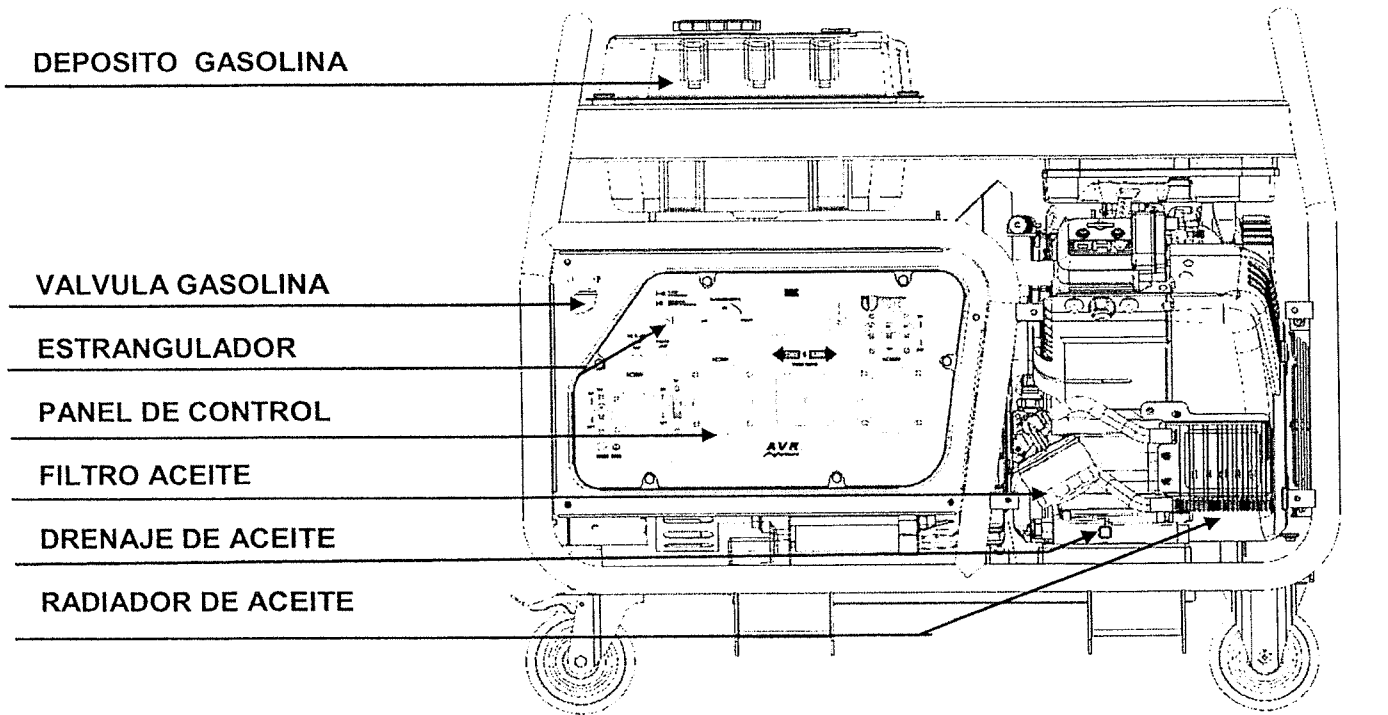 DEPOSITO GASOLINA
VALVULA GASOLINA
ESTRANGULADOR
PANEL DE CONTROL
FILTRO ACEITE
DRENAJE DE ACEITE
RADIADOR DE ACEITE
AVR